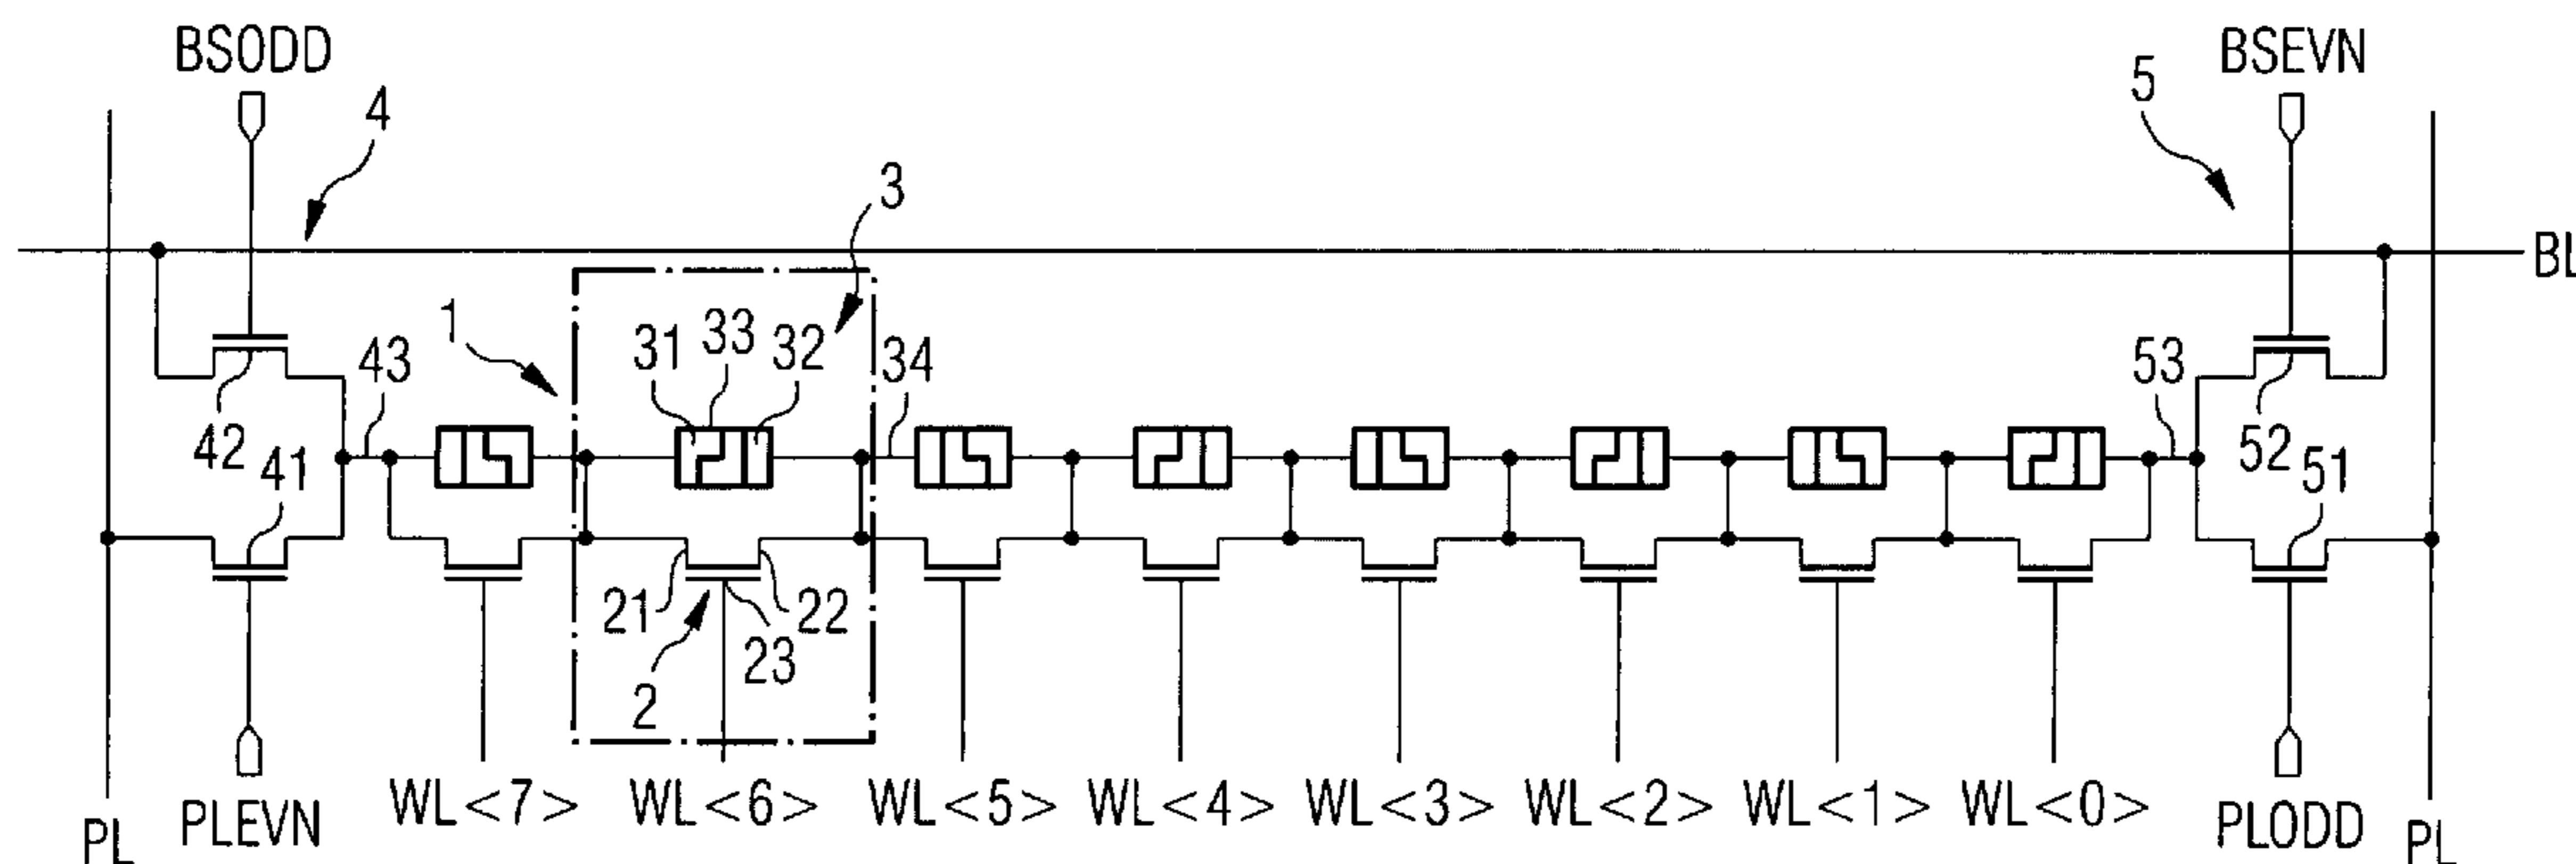 BSODD
BSEVN
4
5
3
BL
1
31
33
32
43
34
53
42
41
52
51
21
22
23
2
WL<7>
WL<6>
WL<5>
WL<4>
WL<3>
WL<2>
WL<1>
WL<0>
PL
PLEVN
PLODD
PL